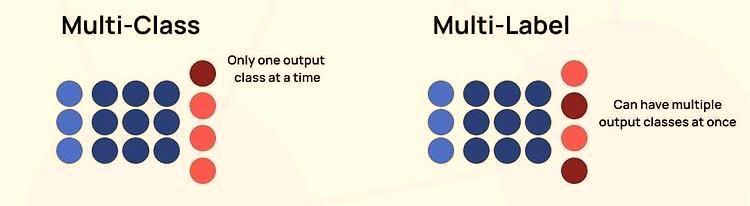 Multi-Class
Only one output
class at a time
Multi-Label
Can have multiple
output classes at once